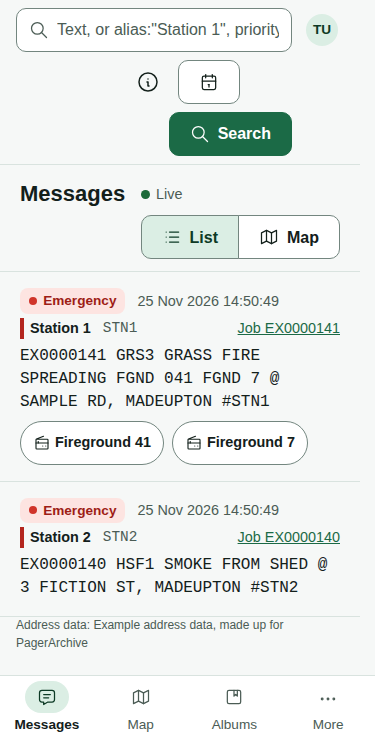 Text, or alias:"Station 1", priority
TU
Search
Messages
Live
List
Map
Emergency 25 Nov 2026 14:50:49
Station 1 STN1 Job EX0000141
EX0000141 GRS3 GRASS FIRE
SPREADING FGND 041 FGND 7 @
SAMPLE RD, MADEUPTON #STN1
Fireground 41 Fireground 7
Emergency 25 Nov 2026 14:50:49
Station 2 STN2 Job EX0000140
EX0000140 HSF1 SMOKE FROM SHED @
3 FICTION ST, MADEUPTON #STN2
Address data: Example address data, made up for
PagerArchive
Messages Map Albums More